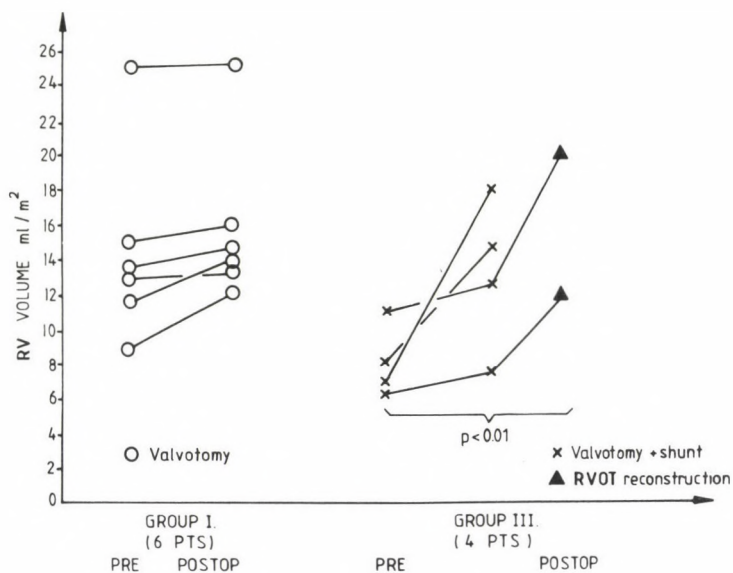 26
24
22
20
18
16
14
12
10
8
6
4
2
0
RV VOLUME ml/m²
p<0.01
O Valvotomy
x Valvotomy + shunt
▲ RVOT reconstruction
GROUP I.
(6 PTS)
PRE POSTOP
GROUP III.
(4 PTS)
PRE POSTOP